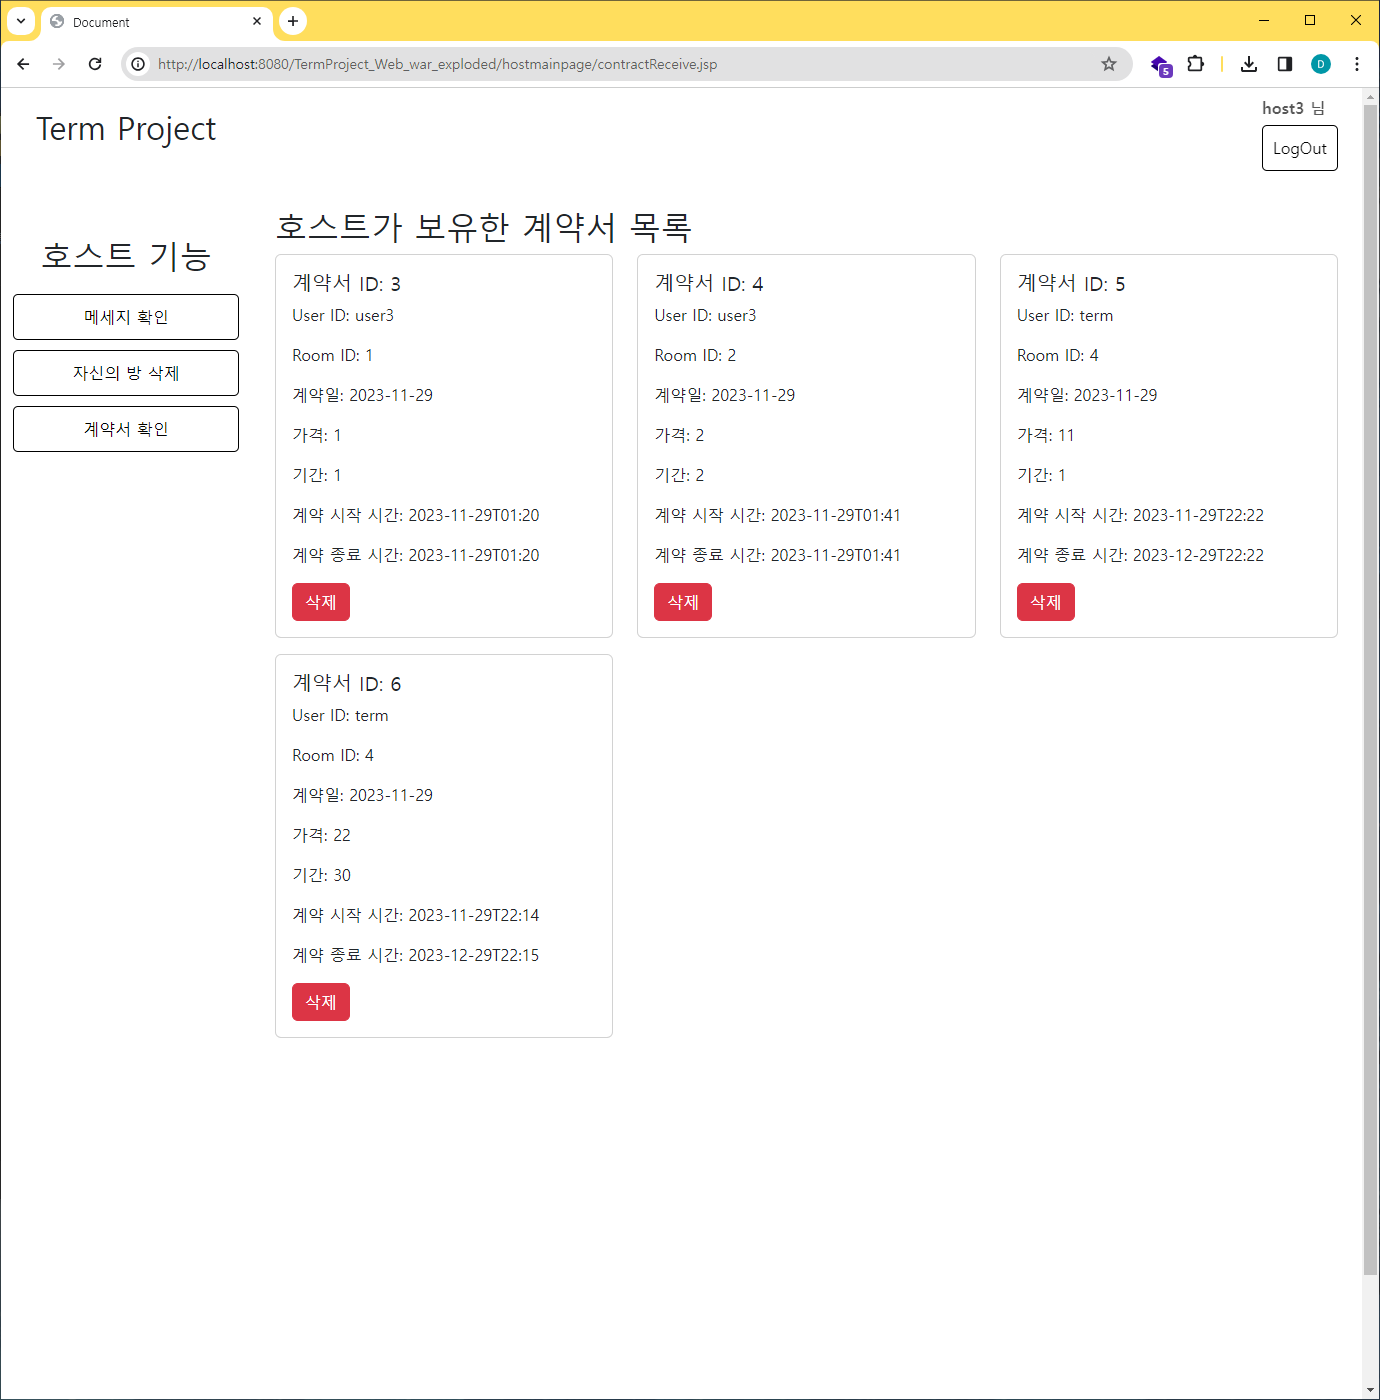 Document
http://localhost:8080/TermProject_Web_war_exploded/hostmainpage/contractReceive.jsp
5
D
Term Project
host3 님
LogOut
호스트 기능
메세지 확인
자신의 방 삭제
계약서 확인
호스트가 보유한 계약서 목록
계약서 ID: 3
User ID: user3
Room ID: 1
계약일: 2023-11-29
가격: 1
기간: 1
계약 시작 시간: 2023-11-29T01:20
계약 종료 시간: 2023-11-29T01:20
삭제
계약서 ID: 4
User ID: user3
Room ID: 2
계약일: 2023-11-29
가격: 2
기간: 2
계약 시작 시간: 2023-11-29T01:41
계약 종료 시간: 2023-11-29T01:41
삭제
계약서 ID: 5
User ID: term
Room ID: 4
계약일: 2023-11-29
가격: 11
기간: 1
계약 시작 시간: 2023-11-29T22:22
계약 종료 시간: 2023-12-29T22:22
삭제
계약서 ID: 6
User ID: term
Room ID: 4
계약일: 2023-11-29
가격: 22
기간: 30
계약 시작 시간: 2023-11-29T22:14
계약 종료 시간: 2023-12-29T22:15
삭제